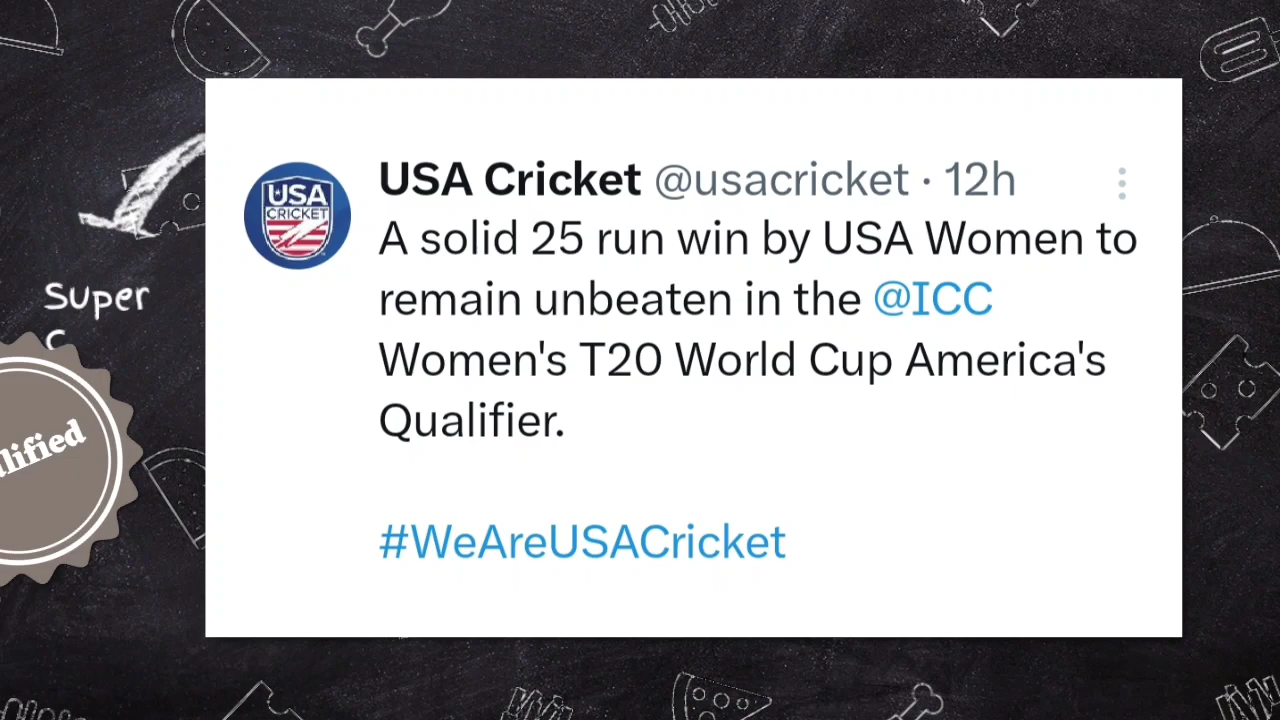 USA Cricket @usacricket · 12h
A solid 25 run win by USA Women to
remain unbeaten in the @ICC
Women's T20 World Cup America's
Qualifier.
#WeAreUSACricket
USA
CRICKET
Super